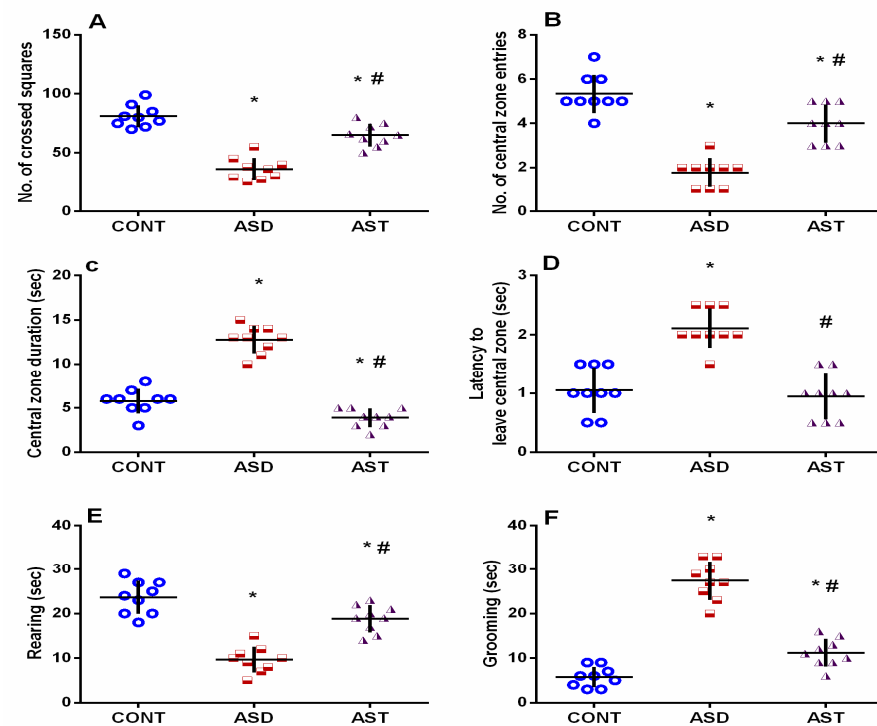 A
No. of crossed squares
150
100
50
0
*
* #
CONT ASD AST
B
No. of central zone entries
8
6
4
2
0
*
* #
CONT ASD AST
c
Central zone duration (sec)
20
15
10
5
0
*
* #
CONT ASD AST
D
Latency to
leave central zone (sec)
3
2
1
0
*
#
CONT ASD AST
E
Rearing (sec)
40
30
20
10
0
*
* #
CONT ASD AST
F
Grooming (sec)
40
30
20
10
0
*
* #
CONT ASD AST